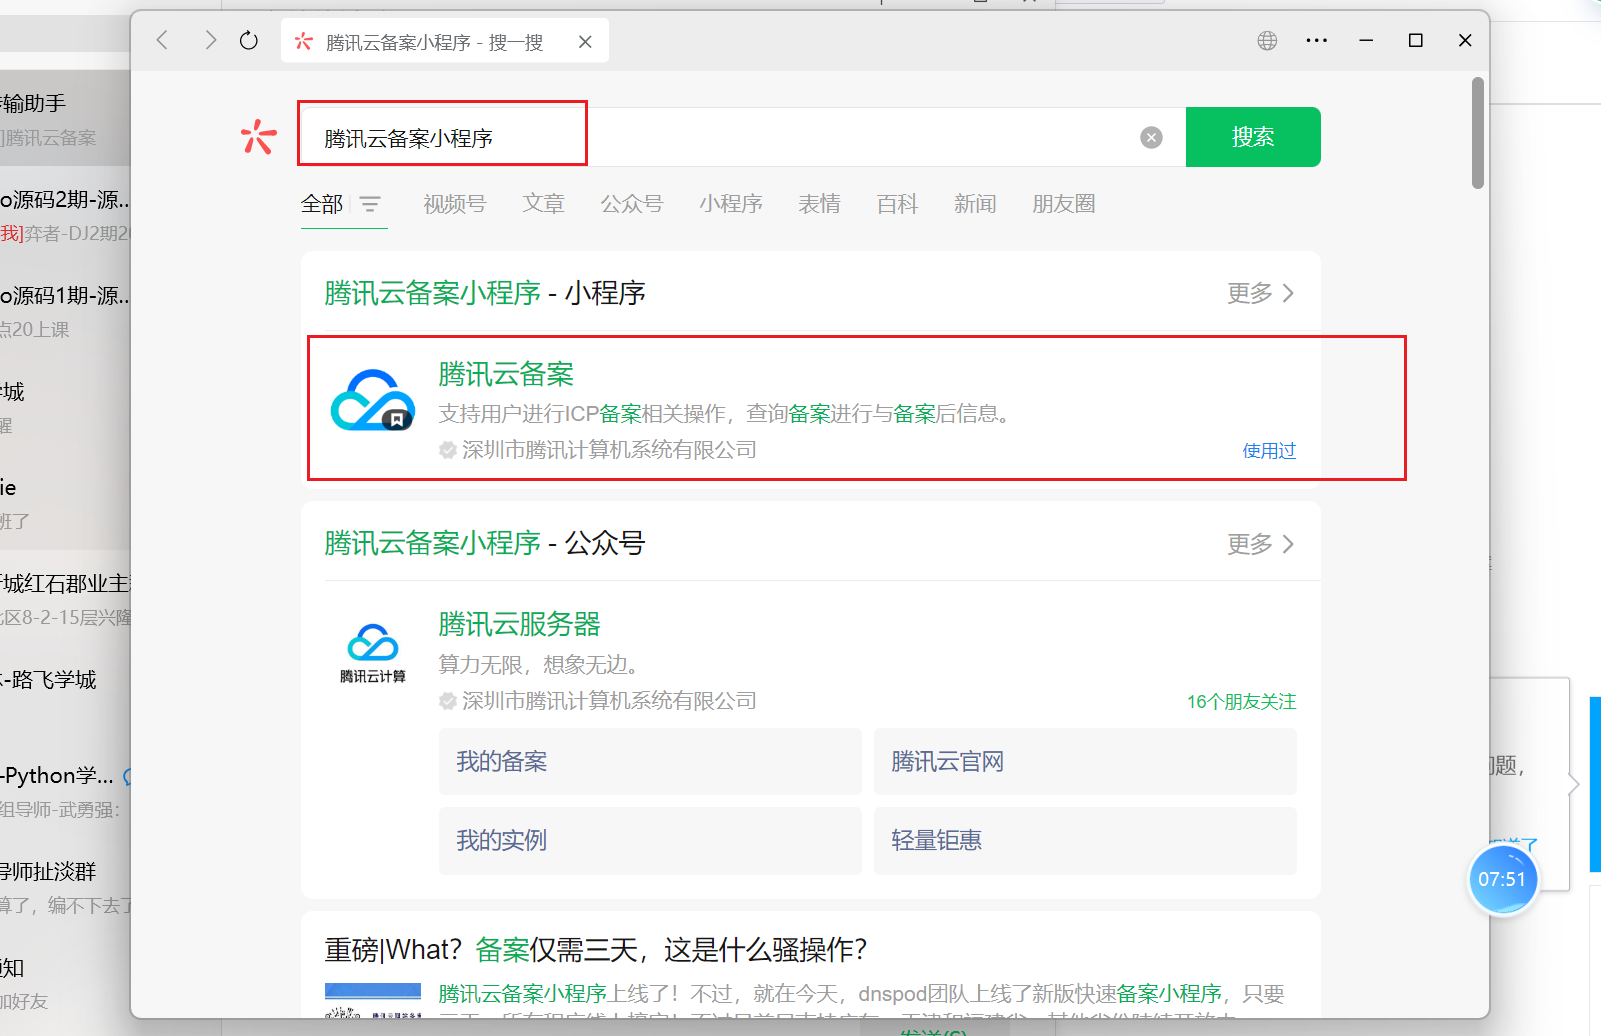 腾讯云备案小程序 - 搜一搜
腾讯云备案小程序
搜索
全部
视频号
文章
公众号
小程序
表情
百科
新闻
朋友圈
腾讯云备案小程序 - 小程序
更多
腾讯云备案
支持用户进行ICP备案相关操作，查询备案进行与备案后信息。
深圳市腾讯计算机系统有限公司
使用过
腾讯云备案小程序 - 公众号
更多
腾讯云服务器
腾讯云计算
算力无限，想象无边。
深圳市腾讯计算机系统有限公司
16个朋友关注
我的备案
腾讯云官网
我的实例
轻量钜惠
重磅|What？备案仅需三天，这是什么骚操作？
腾讯云备案小程序上线了！不过，就在今天，dnspod团队上线了新版快速备案小程序，只要
输助手
]腾讯云备案
o源码2期-源...
我]弈者-DJ2期20
o源码1期-源...
点20上课
城
醒
ie
班了
城红石郡业主
区8-2-15层兴隆
-路飞学城
-Python学...
组导师-武勇强：
导师扯淡群
算了，编不下去了
知
加好友
问题，
07:51